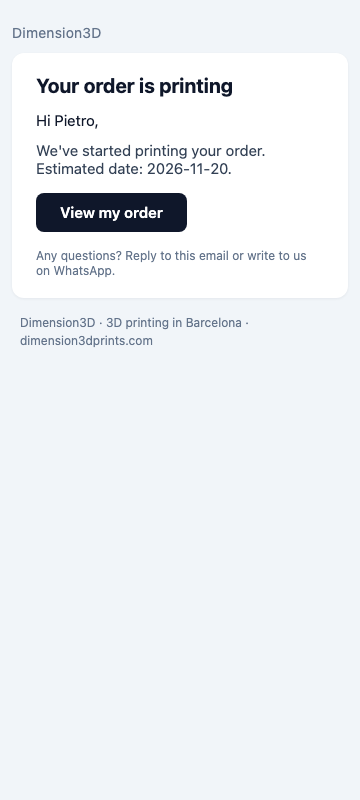 Dimension3D
Your order is printing
Hi Pietro,
We've started printing your order.
Estimated date: 2026-11-20.
View my order
Any questions? Reply to this email or write to us
on WhatsApp.
Dimension3D · 3D printing in Barcelona ·
dimension3dprints.com